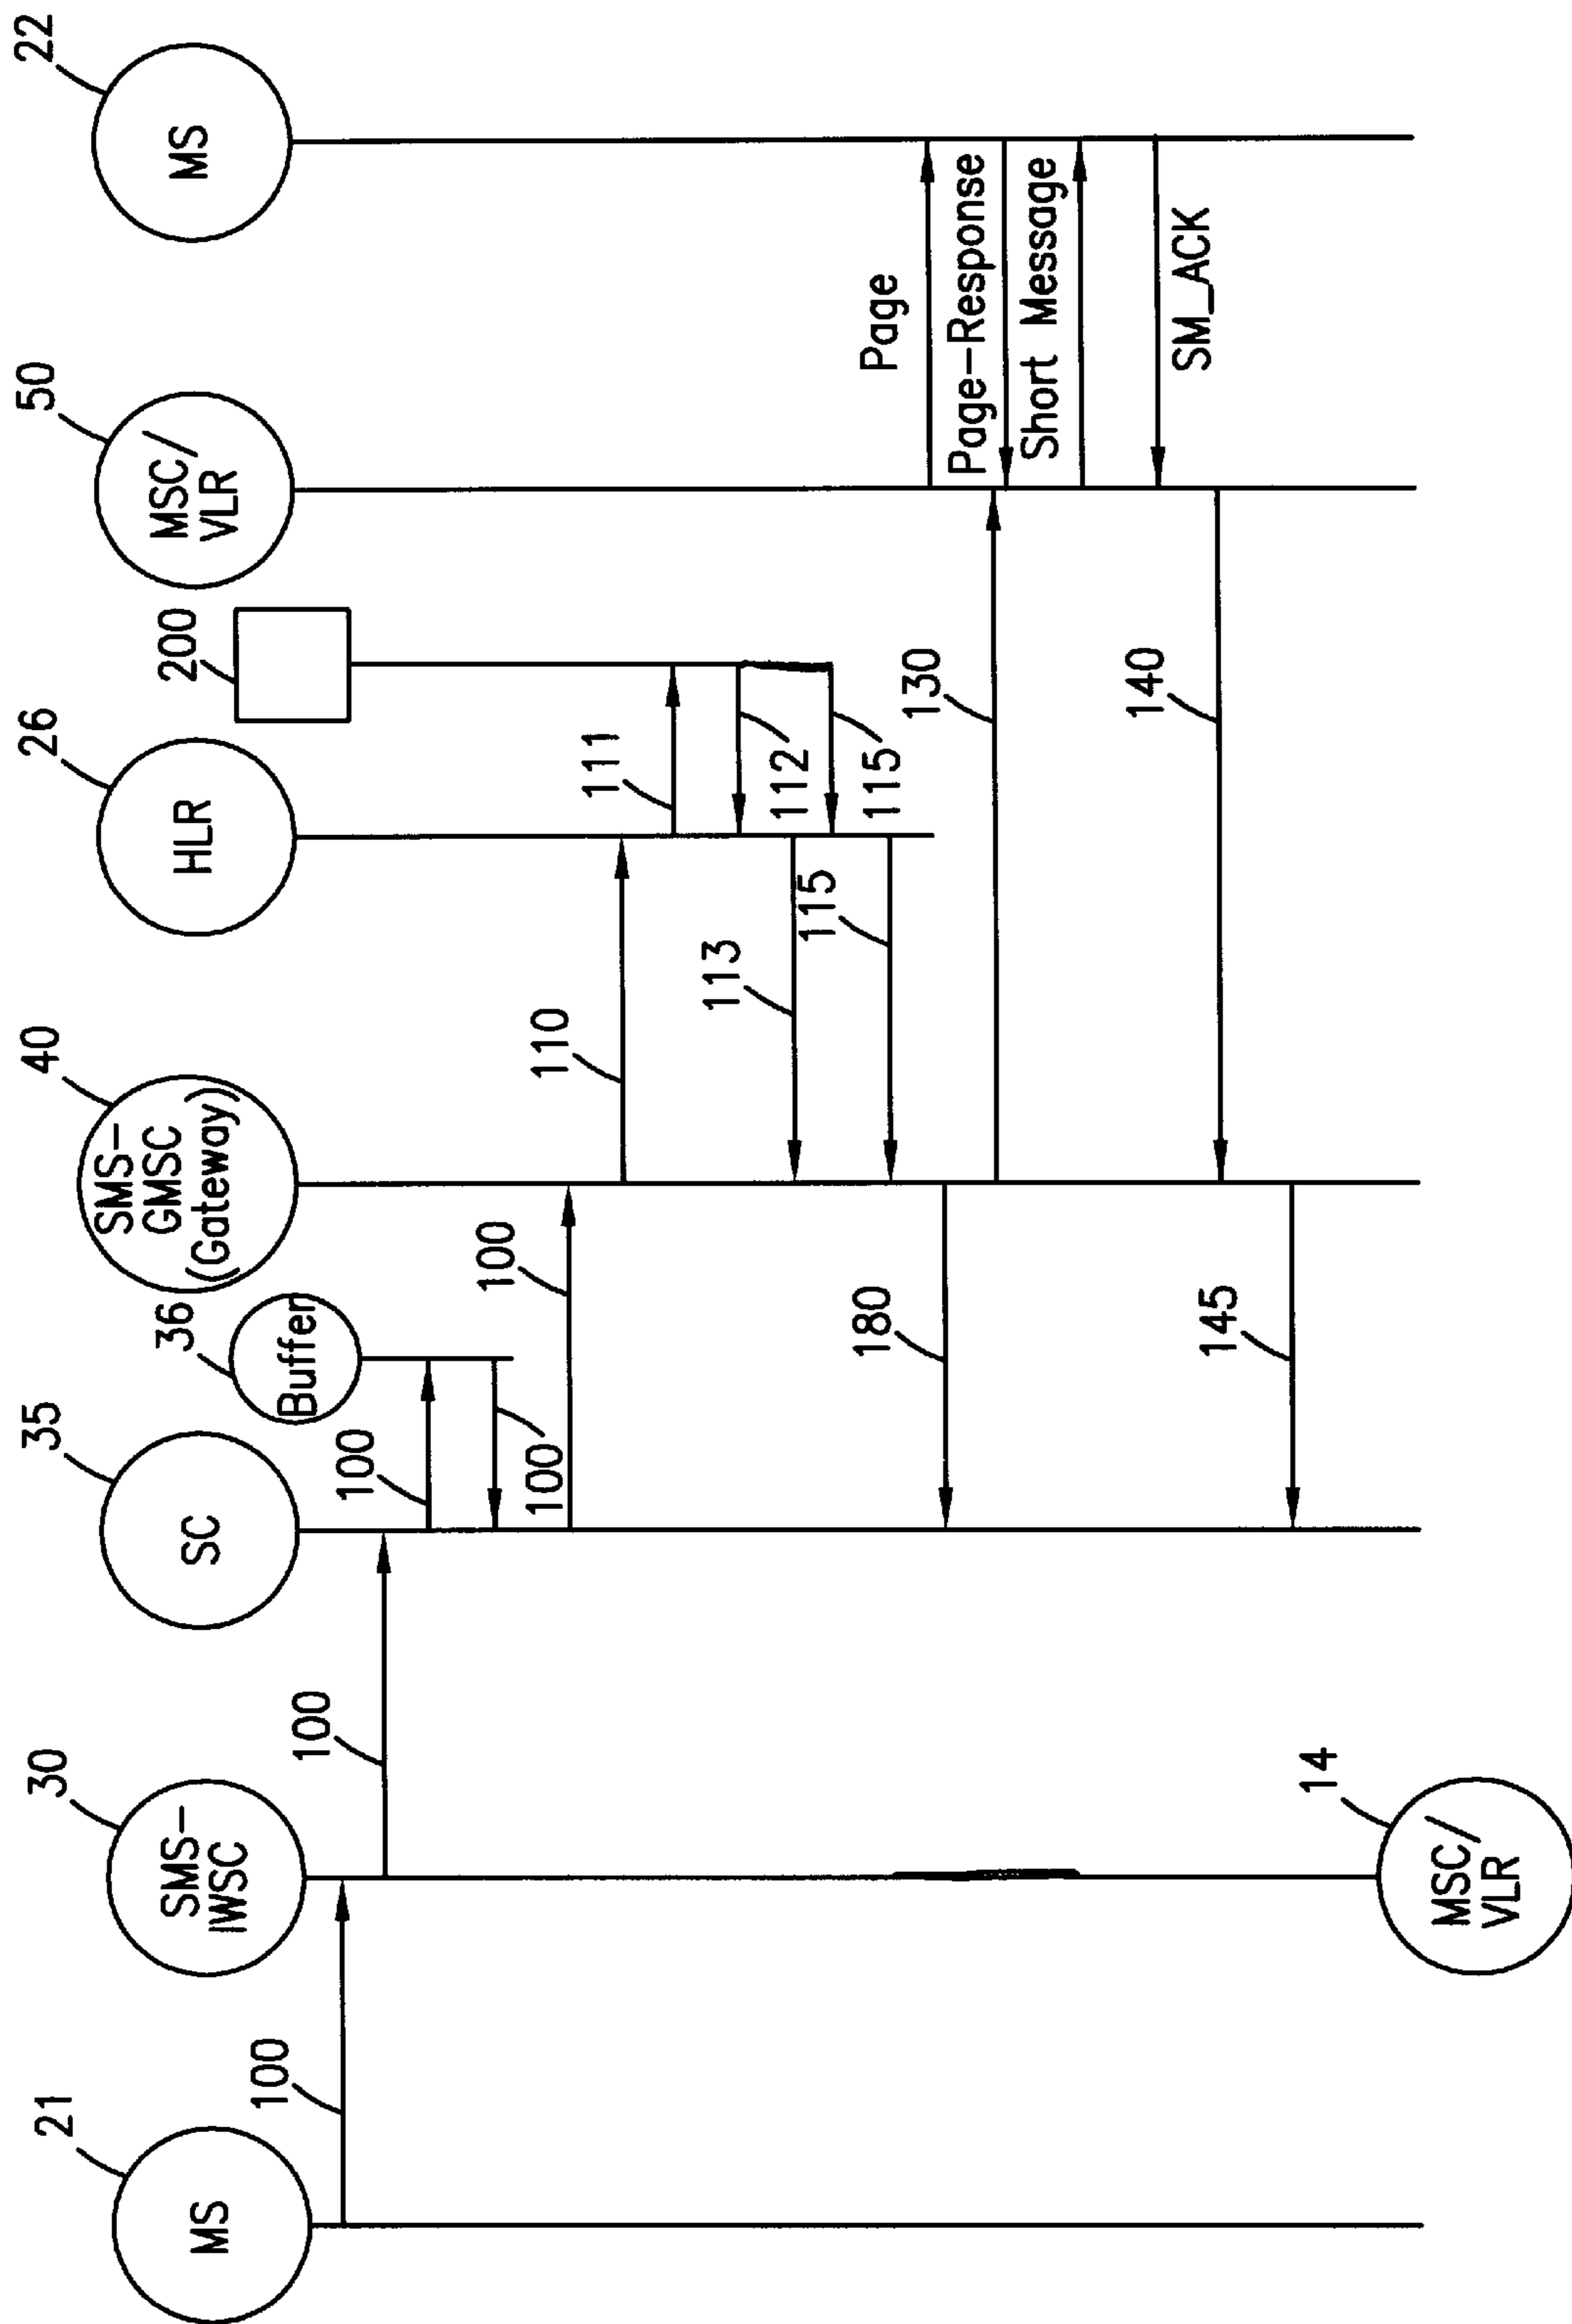 21
MS
30
SMS-
IWSC
35
SC
36
Buffer
40
SMS-
GMSC
(Gateway)
26
HLR
200
50
MSC/
VLR
22
MS
100
100
100
100
100
110
111
112
113
115
115
Page
180
130
Page-Response
Short Message
SM_ACK
140
145
14
MSC/
VLR